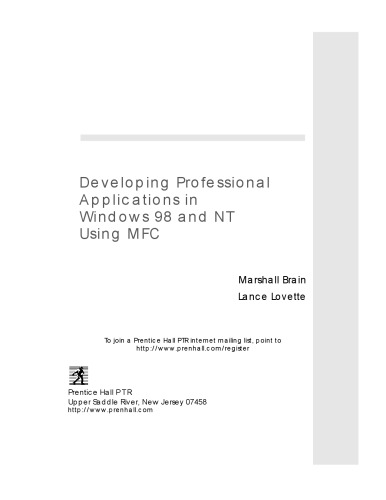 Developing Professional
Applications in
Windows 98 and NT
Using MFC
Marshall Brain
Lance Lovette
To join a Prentice Hall PTR internet mailing list, point to
http://www.prenhall.com/register
Prentice Hall PTR
Upper Saddle River, New Jersey 07458
http://www.prenhall.com